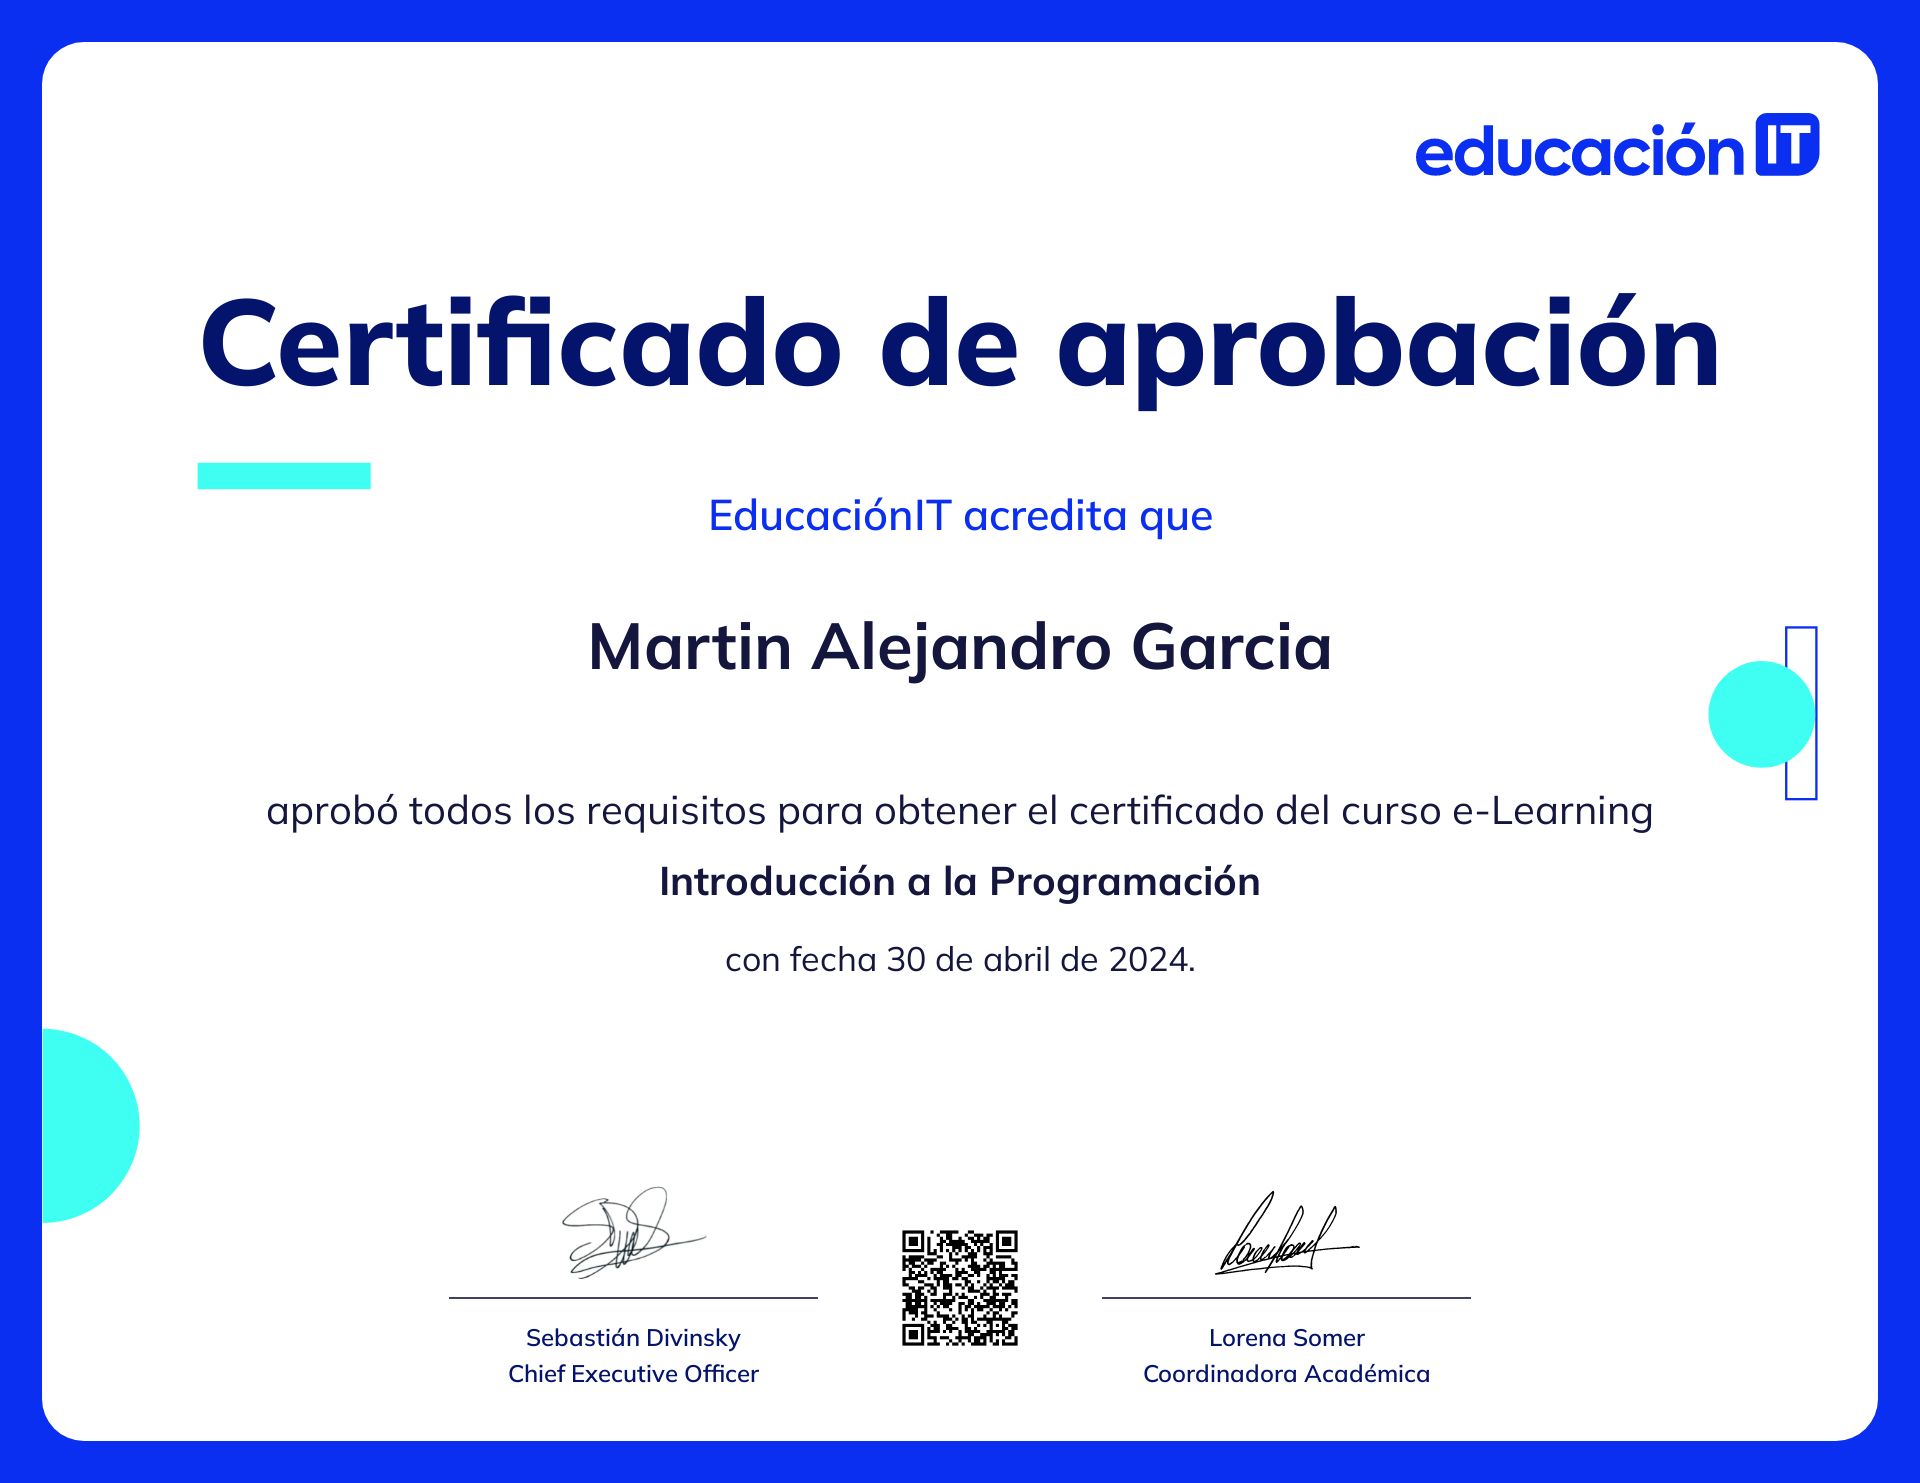 educación IT
Certificado de aprobación
EducaciónIT acredita que
Martin Alejandro Garcia
aprobó todos los requisitos para obtener el certificado del curso e-Learning
Introducción a la Programación
con fecha 30 de abril de 2024.
Sebastián Divinsky
Chief Executive Officer
Lorena Somer
Coordinadora Académica